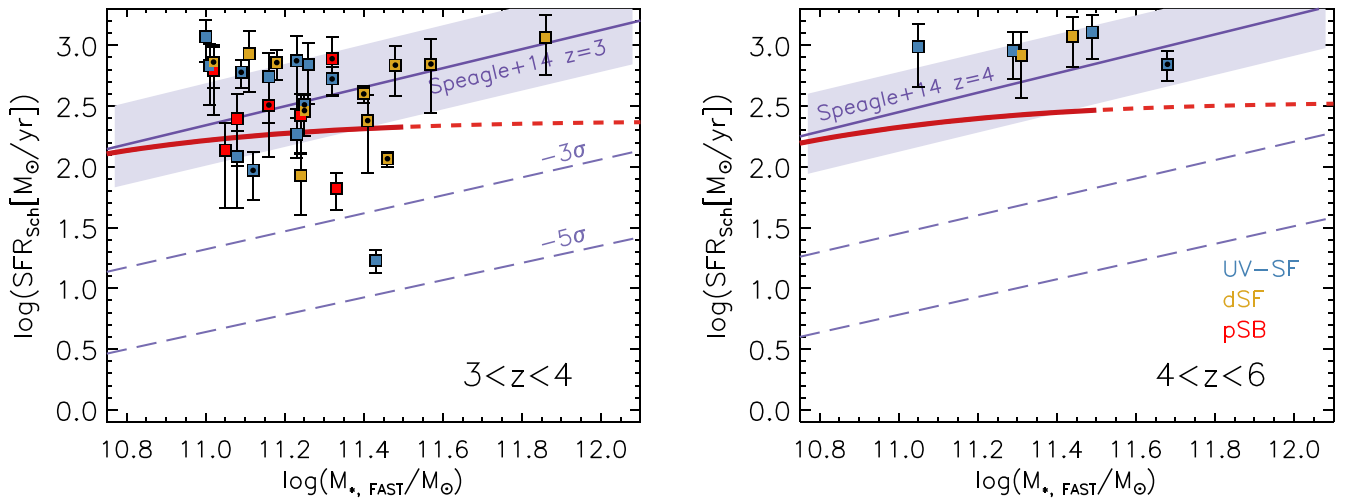 log(SFR_Sch[M⊙/yr])
3.0
2.5
2.0
1.5
1.0
0.5
0.0
Speagle+14 z=3
−3σ
−5σ
3<z<4
10.8 11.0 11.2 11.4 11.6 11.8 12.0
log(M*, FAST/M⊙)
log(SFR_Sch[M⊙/yr])
3.0
2.5
2.0
1.5
1.0
0.5
0.0
Speagle+14 z=4
UV−SF
dSF
pSB
4<z<6
10.8 11.0 11.2 11.4 11.6 11.8 12.0
log(M*, FAST/M⊙)